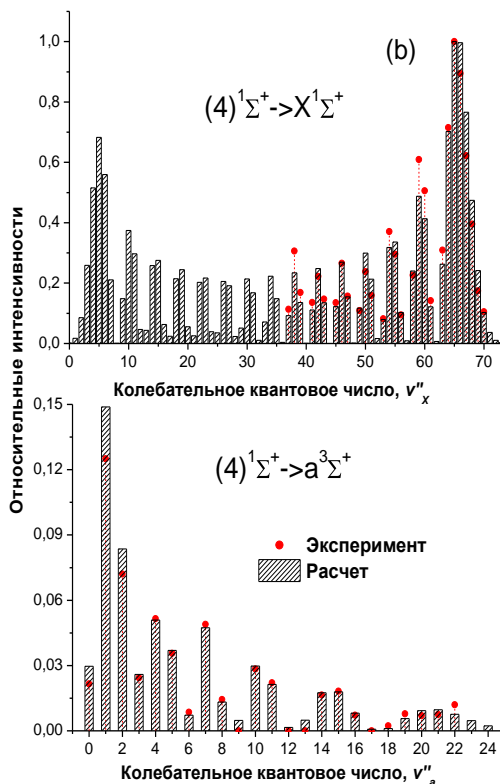 Относительные интенсивности
(b)
(4)¹Σ⁺->X¹Σ⁺
1,0
0,8
0,6
0,4
0,2
0,0
0 10 20 30 40 50 60 70
Колебательное квантовое число, v"ₓ
(4)¹Σ⁺->a³Σ⁺
Эксперимент
Расчет
0,15
0,12
0,09
0,06
0,03
0,00
0 2 4 6 8 10 12 14 16 18 20 22 24
Колебательное квантовое число, v"ₐ